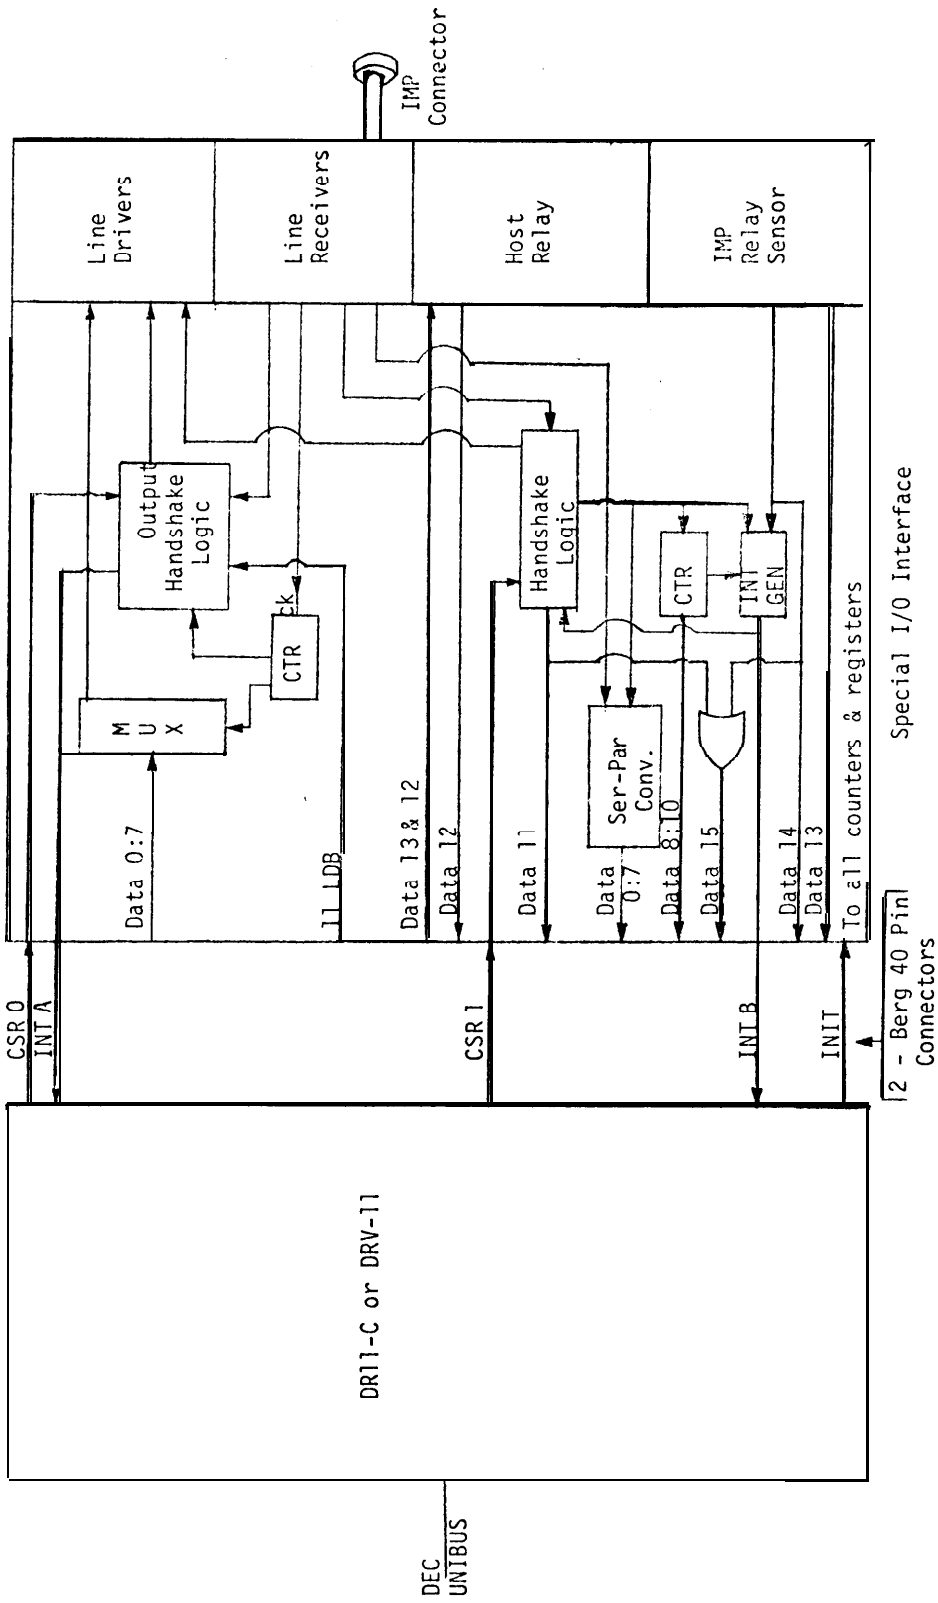 DEC
UNIBUS
DR11-C or DRV-11
CSR 0
INT A
CSR 1
INT B
INIT
2 - Berg 40 Pin
Connectors
Data 0:7
11 LDB
Data 13 & 12
Data 12
Data 11
Data
0:7
Data 8:10
Data 15
Data 14
Data 13
To all counters & registers
M
U
X
CTR
ck
Output
Handshake
Logic
Ser-Par
Conv.
Handshake
Logic
CTR
INT
GEN
Line
Drivers
Line
Receivers
Host
Relay
IMP
Relay
Sensor
IMP
Connector
Special I/O Interface